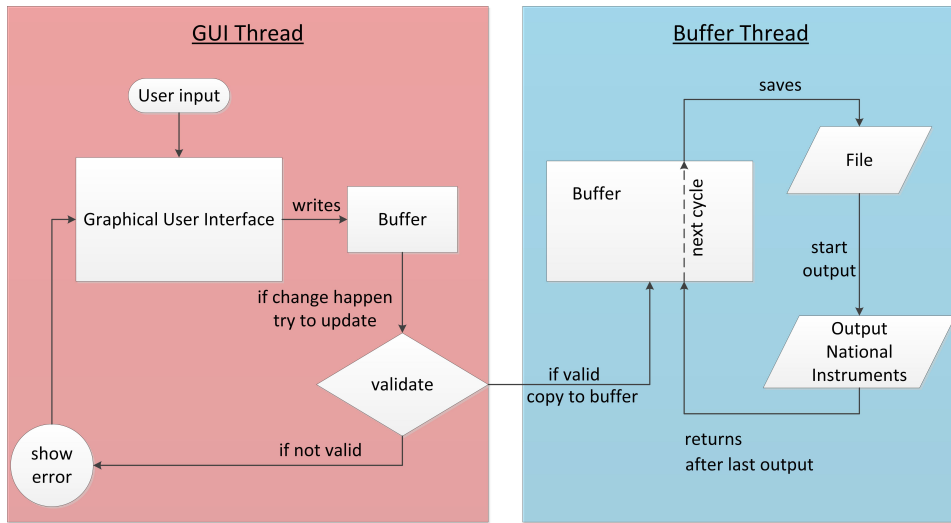 GUI Thread
User input
Graphical User Interface
writes
Buffer
if change happen
try to update
validate
if not valid
show
error
if valid
copy to buffer
Buffer Thread
saves
File
Buffer
next cycle
start
output
Output
National
Instruments
returns
after last output